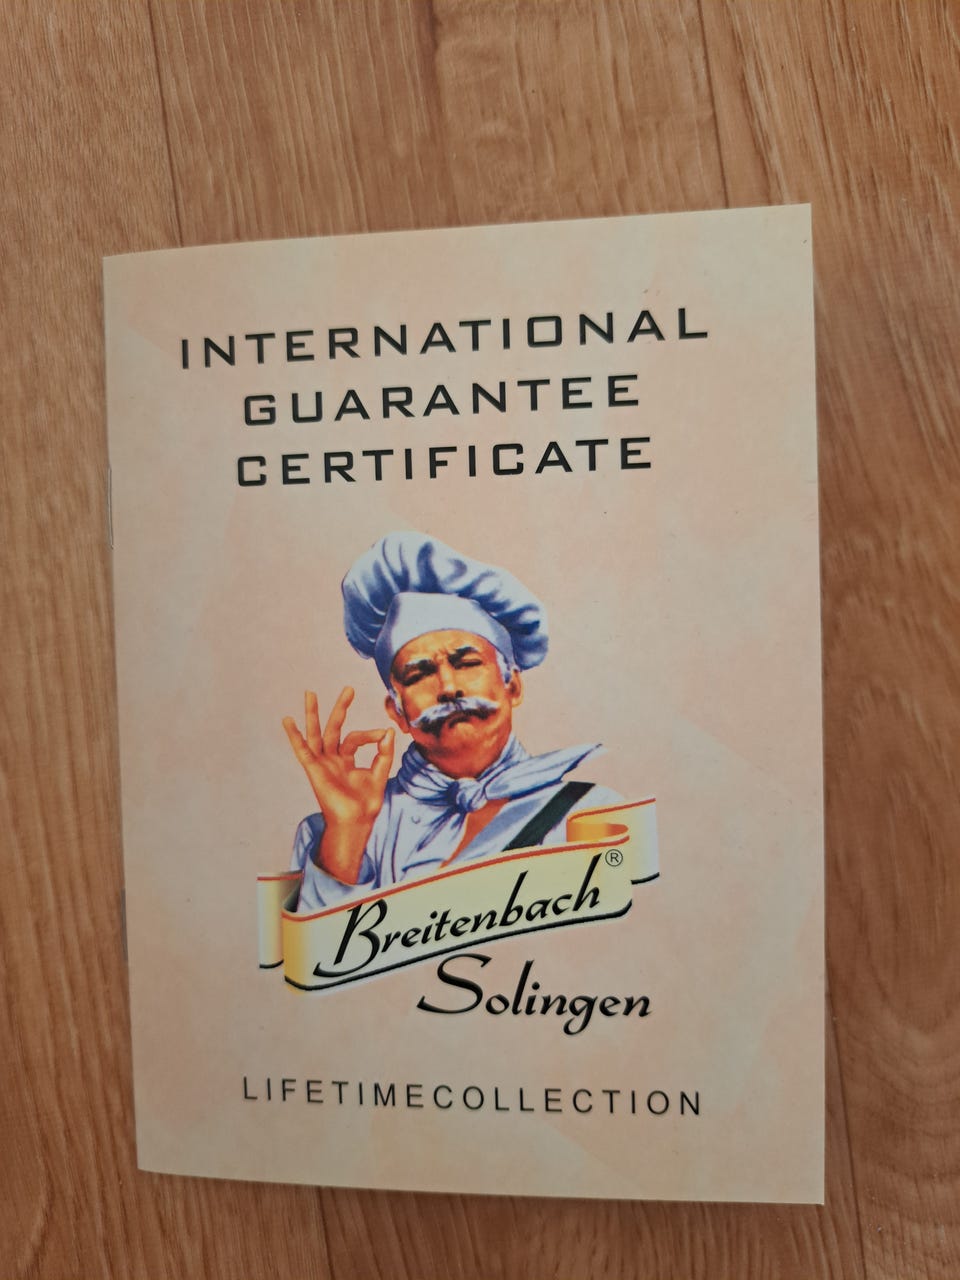 INTERNATIONAL
GUARANTEE
CERTIFICATE
Breitenbach®
Solingen
LIFETIMECOLLECTION